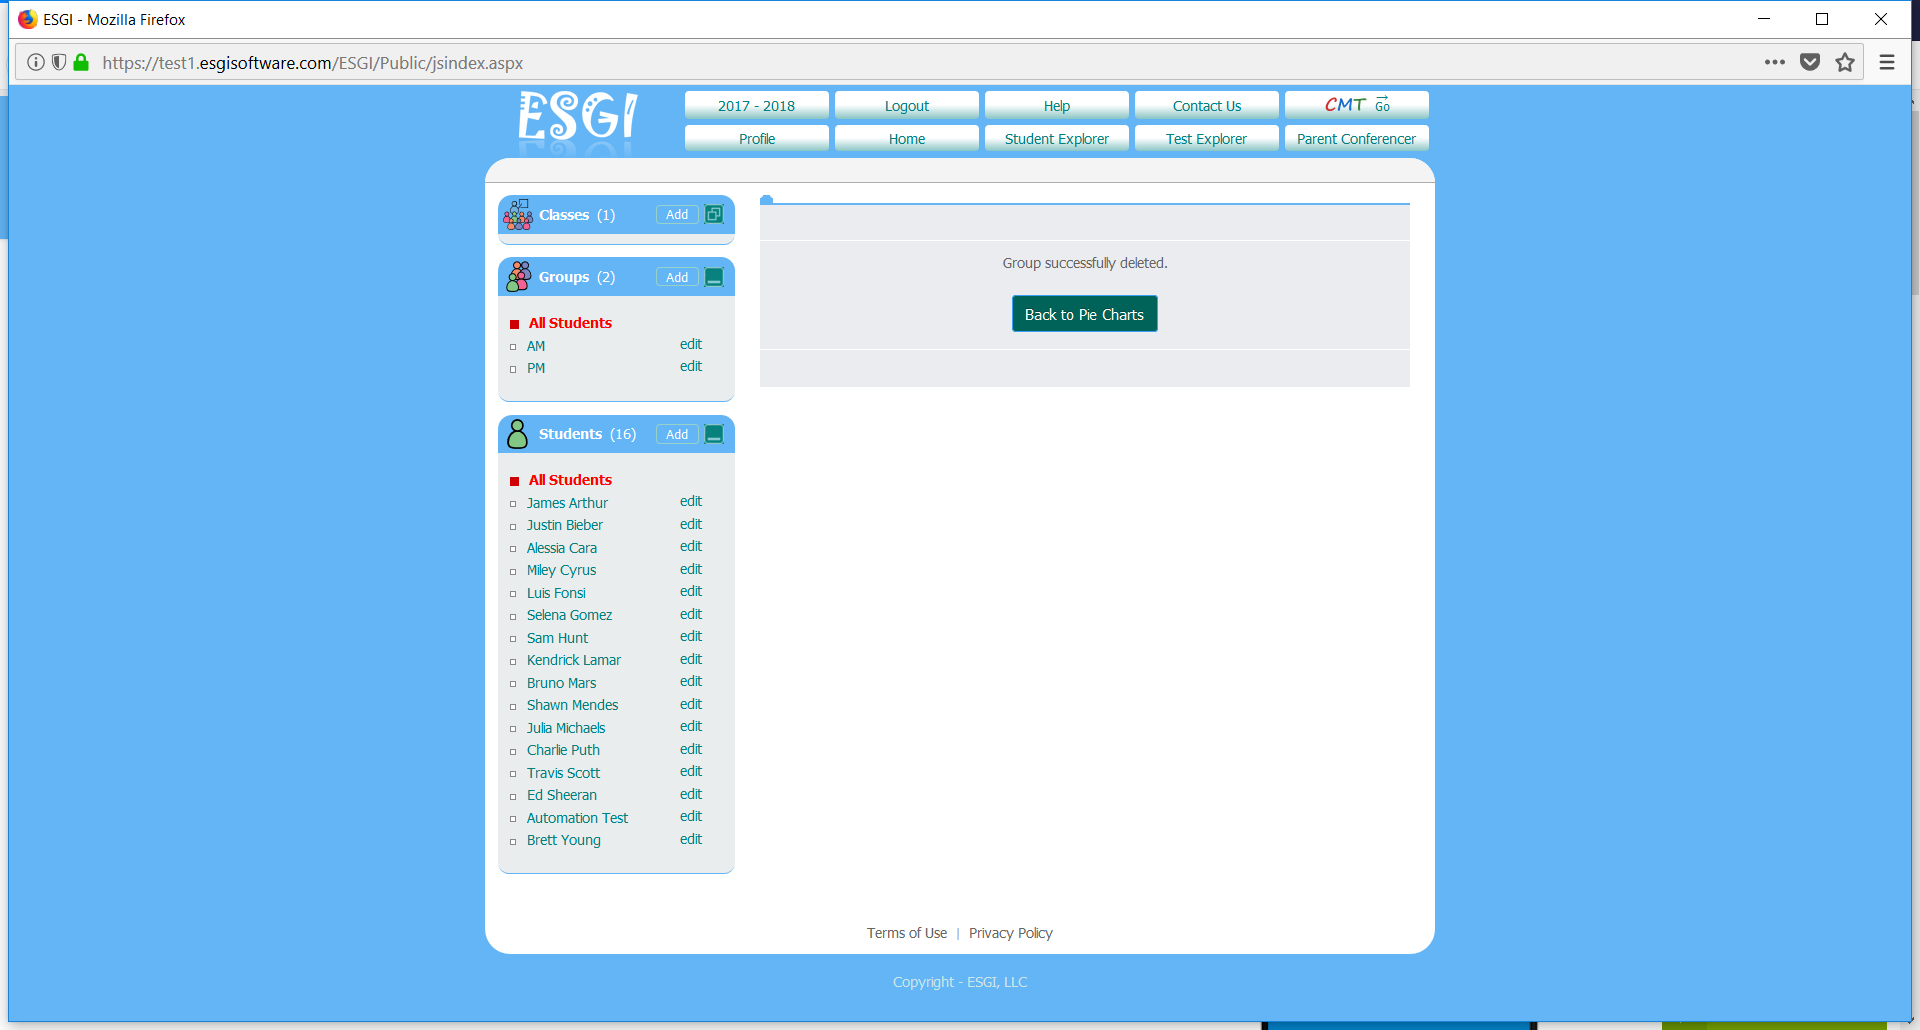 ESGI - Mozilla Firefox
https://test1.esgisoftware.com/ESGI/Public/jsindex.aspx
ESGI
2017 - 2018 Logout Help Contact Us CMT Go
Profile Home Student Explorer Test Explorer Parent Conferencer
Classes (1) Add
Groups (2) Add
All Students
AM edit
PM edit
Students (16) Add
All Students
James Arthur edit
Justin Bieber edit
Alessia Cara edit
Miley Cyrus edit
Luis Fonsi edit
Selena Gomez edit
Sam Hunt edit
Kendrick Lamar edit
Bruno Mars edit
Shawn Mendes edit
Julia Michaels edit
Charlie Puth edit
Travis Scott edit
Ed Sheeran edit
Automation Test edit
Brett Young edit
Group successfully deleted.
Back to Pie Charts
Terms of Use | Privacy Policy
Copyright - ESGI, LLC